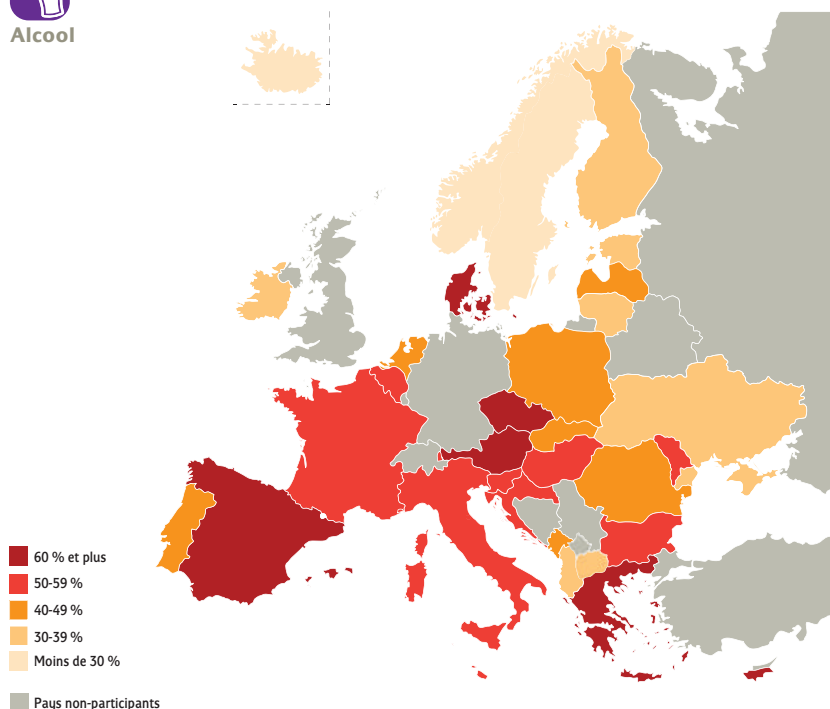 Alcool
60 % et plus
50-59 %
40-49 %
30-39 %
Moins de 30 %
Pays non-participants